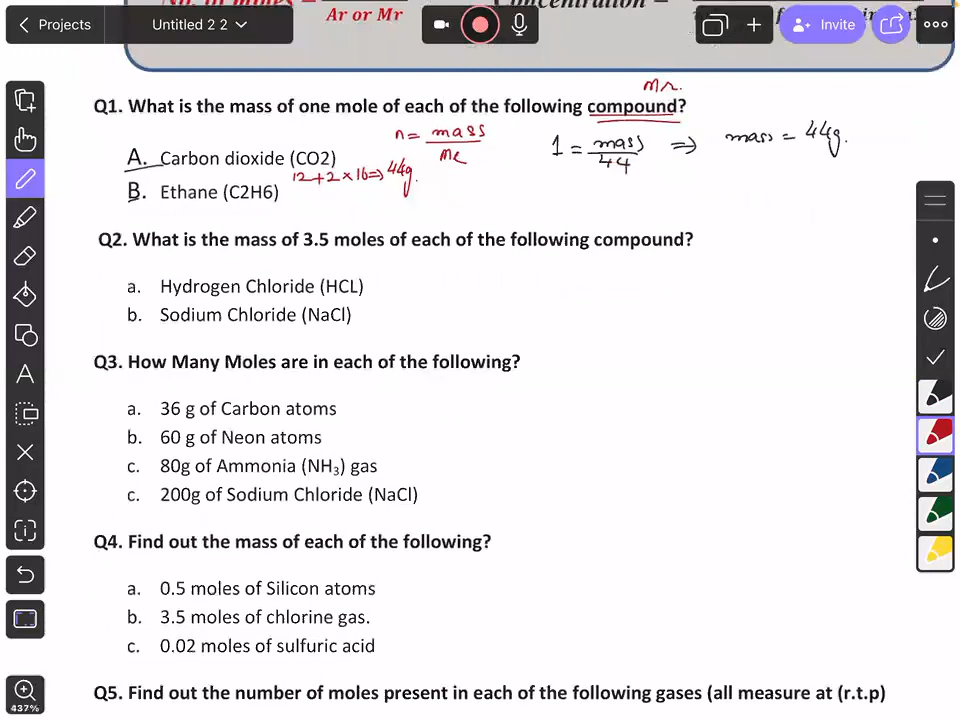 Projects
Untitled 2 2
Invite
Ar or Mr
Mr.
Q1. What is the mass of one mole of each of the following compound?
n = mass
Mr
1 = mass ⇒ mass = 44g.
44
A. Carbon dioxide (CO2)
12 + 2 × 16 ⇒ 44g.
B. Ethane (C2H6)
Q2. What is the mass of 3.5 moles of each of the following compound?
a. Hydrogen Chloride (HCL)
b. Sodium Chloride (NaCl)
Q3. How Many Moles are in each of the following?
a. 36 g of Carbon atoms
b. 60 g of Neon atoms
c. 80g of Ammonia (NH₃) gas
c. 200g of Sodium Chloride (NaCl)
Q4. Find out the mass of each of the following?
a. 0.5 moles of Silicon atoms
b. 3.5 moles of chlorine gas.
c. 0.02 moles of sulfuric acid
437%
Q5. Find out the number of moles present in each of the following gases (all measure at (r.t.p)